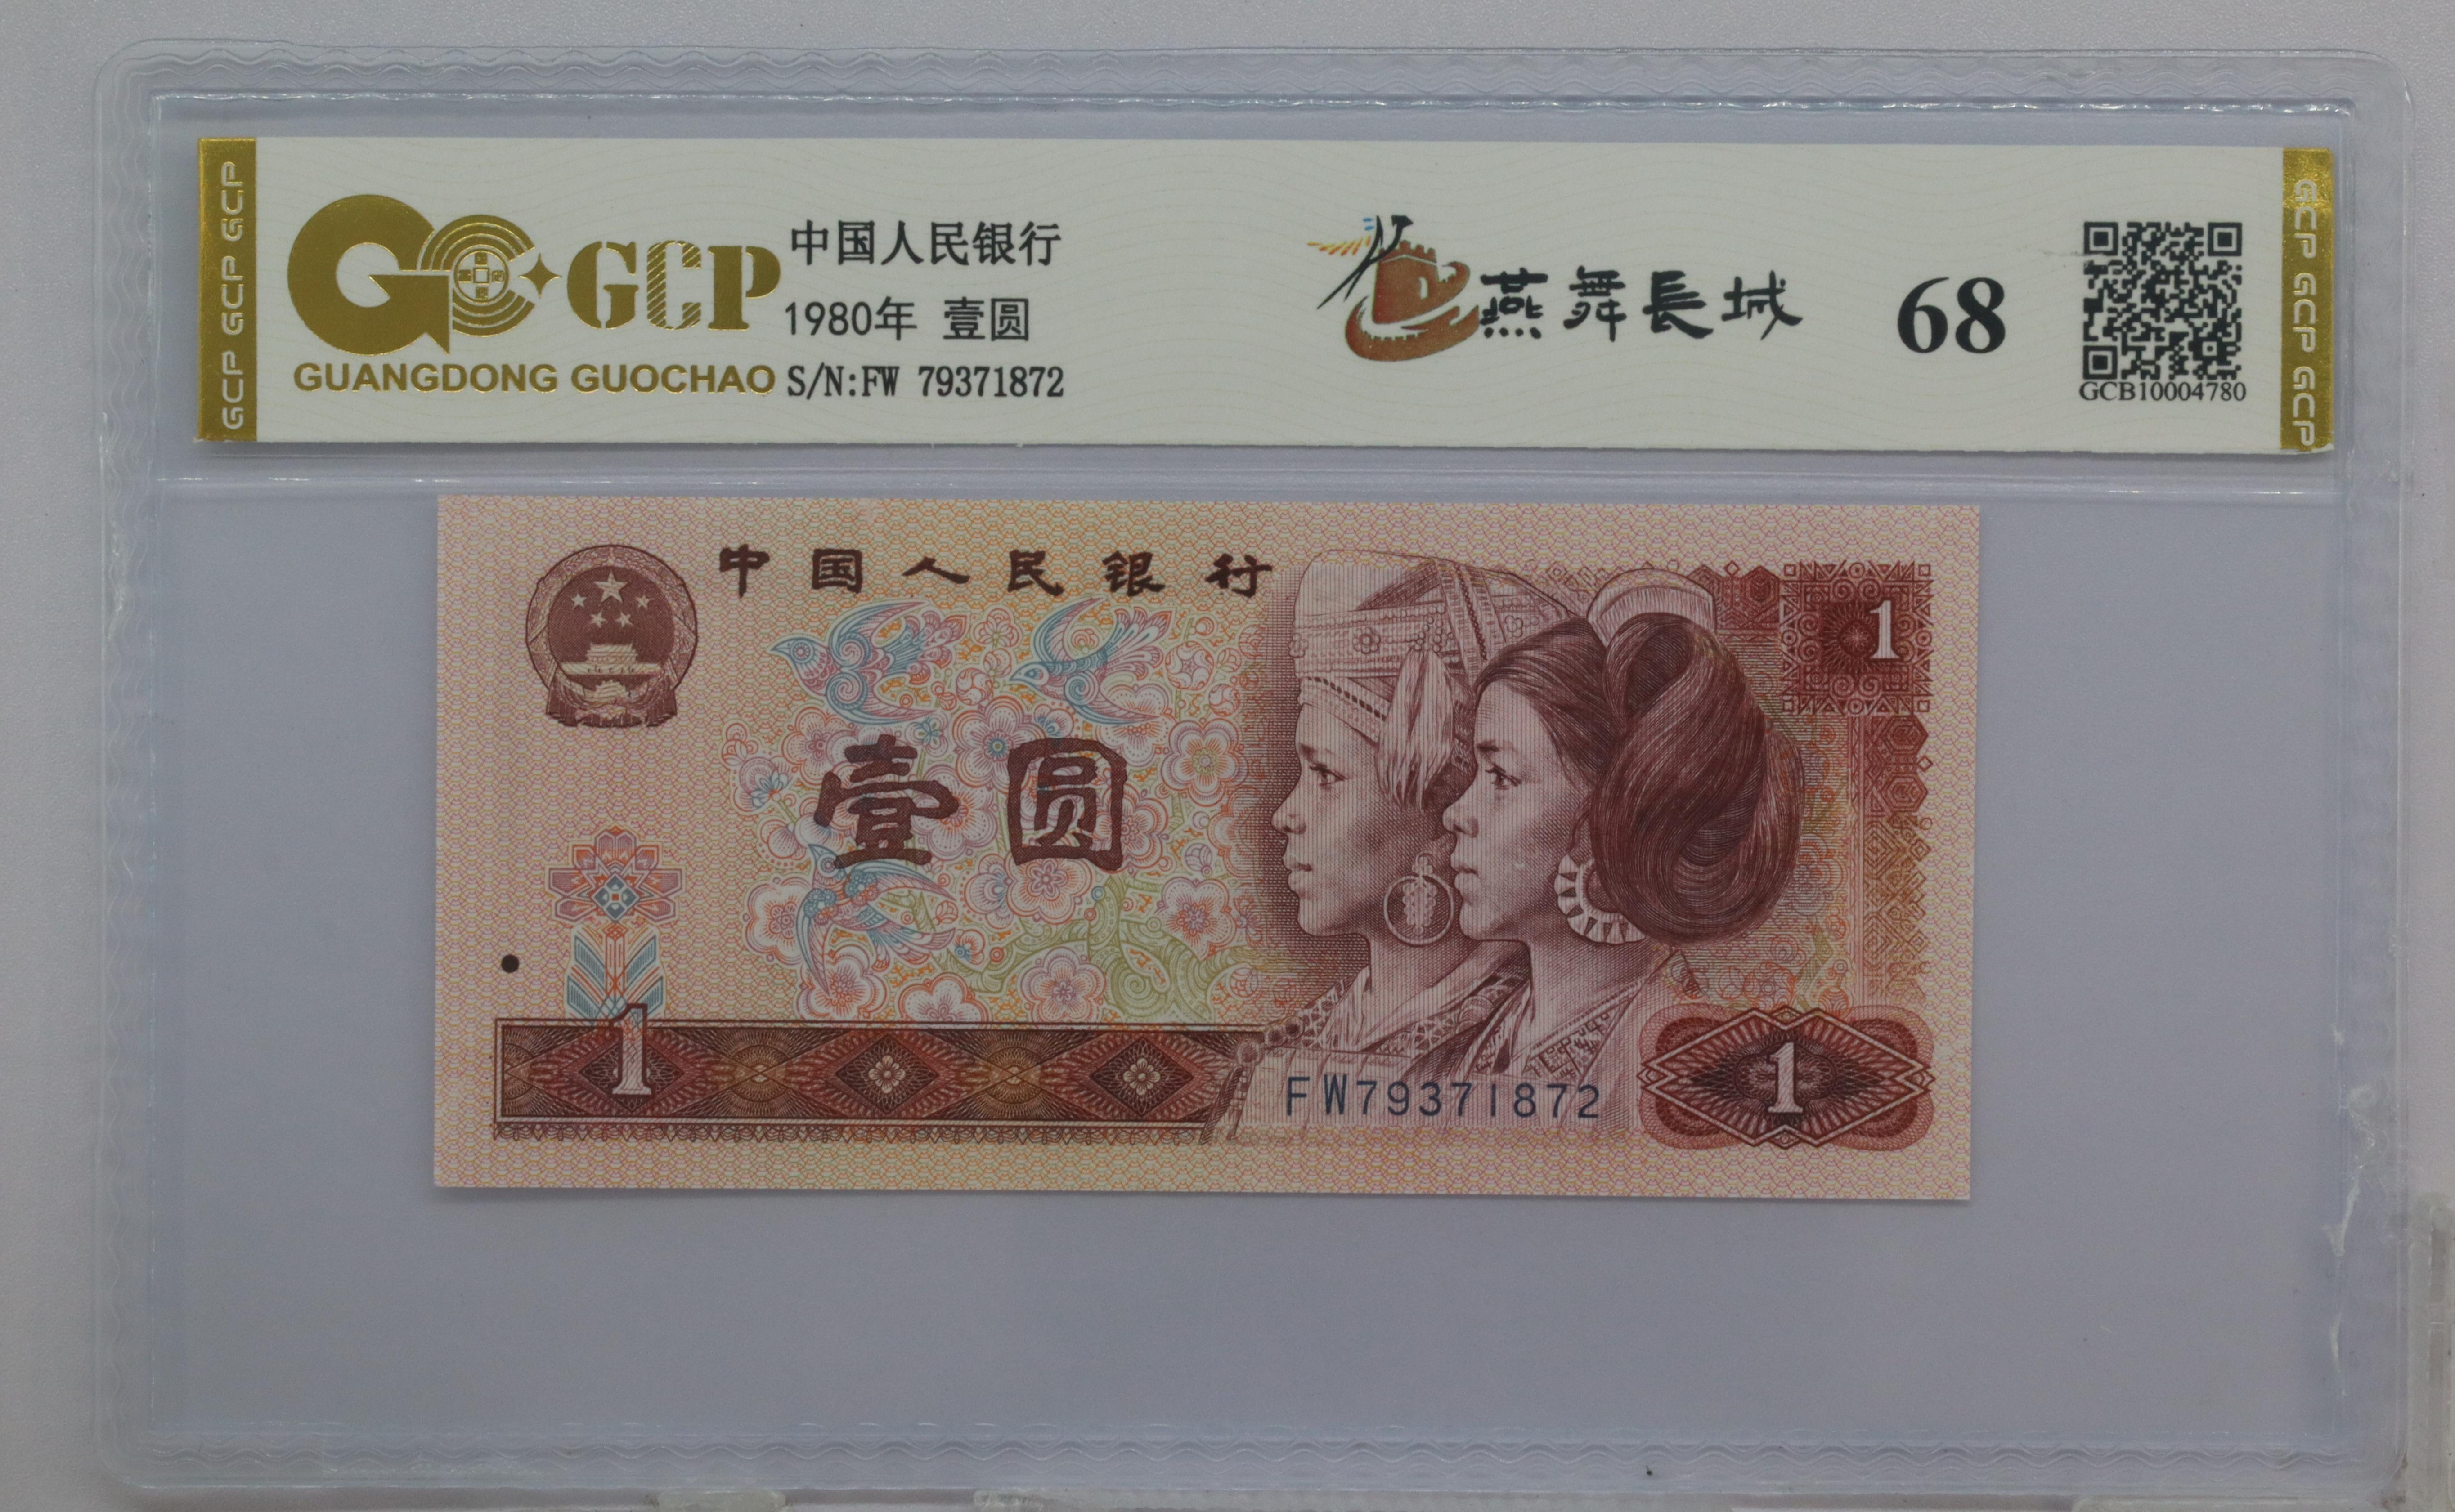 GCP GCP GCP
GCP
GUANGDONG GUOCHAO
中国人民银行
1980年 壹圆
S/N:FW 79371872
燕舞長城
68
GCB10004780
GCP GCP GCP
中国人民银行
1
壹圆
1
FW79371872
1